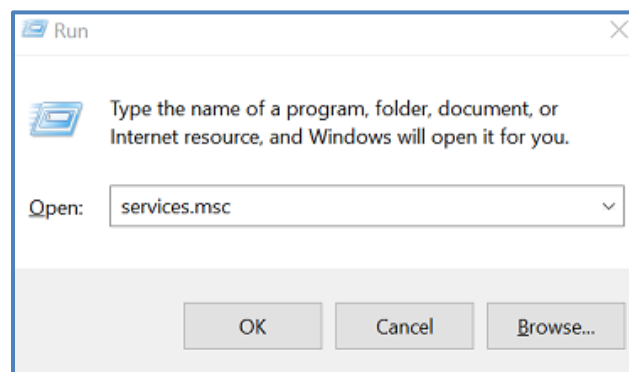 Run
Type the name of a program, folder, document, or
Internet resource, and Windows will open it for you.
Open: services.msc
OK Cancel Browse...